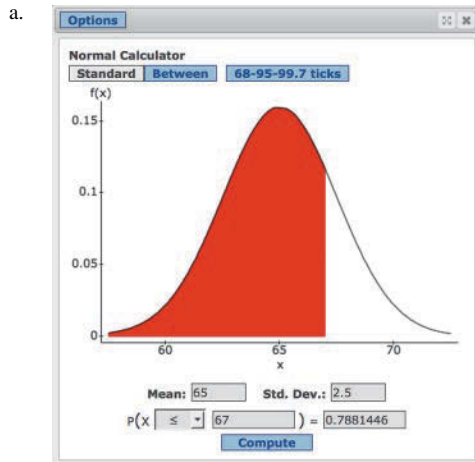 a.
Options
Normal Calculator
Standard Between 68-95-99.7 ticks
f(x)
0.15
0.1
0.05
0
60 65 70
x
Mean: 65 Std. Dev.: 2.5
P(X ≤ 67 ) = 0.7881446
Compute